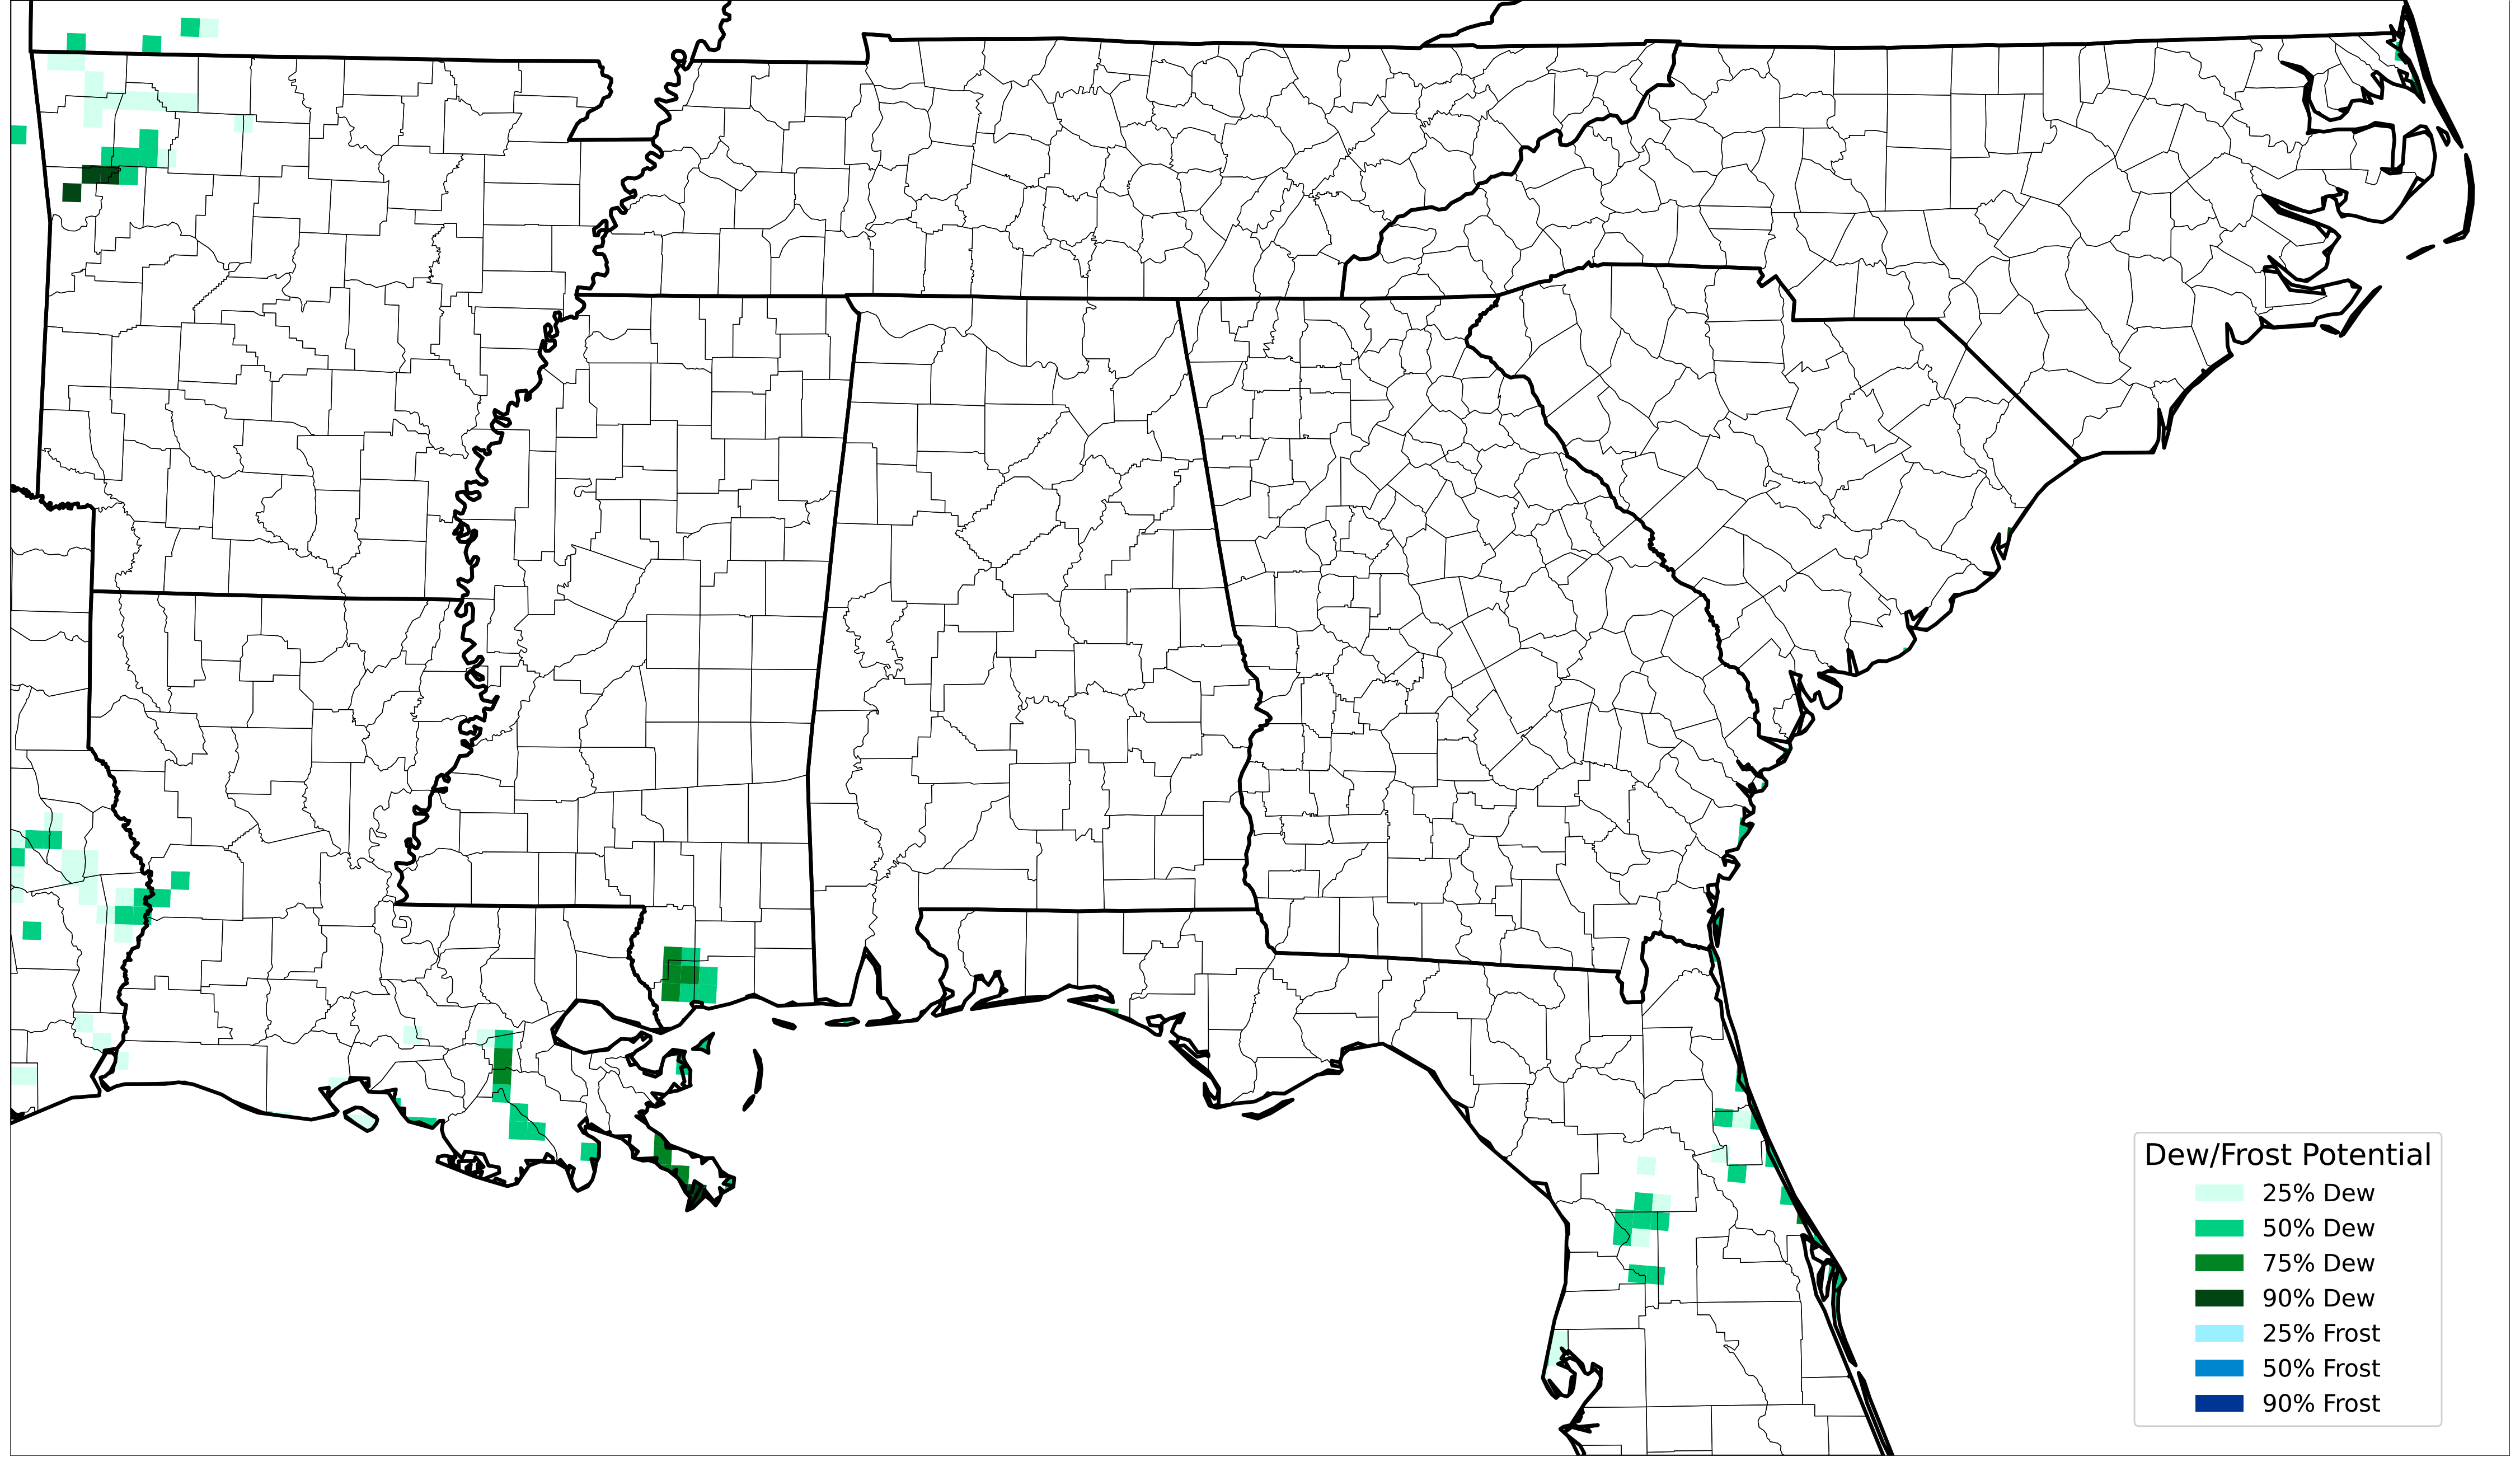 Dew/Frost Potential
25% Dew
50% Dew
75% Dew
90% Dew
25% Frost
50% Frost
90% Frost